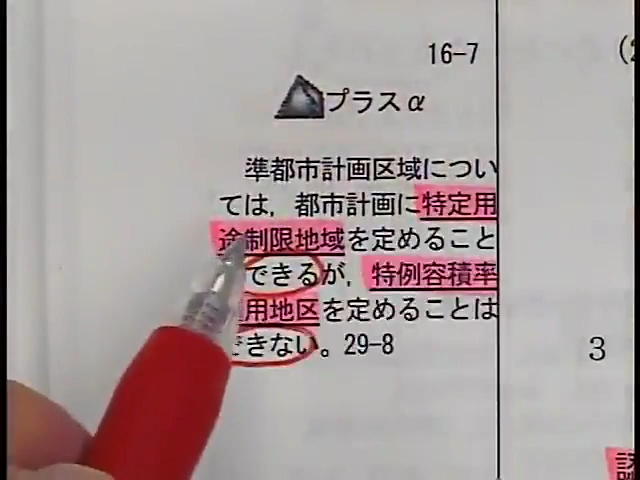 16-7
プラスα
準都市計画区域につい
ては，都市計画に特定用
途制限地域を定めること
できるが，特例容積率
用地区を定めることは
できない。29-8
3